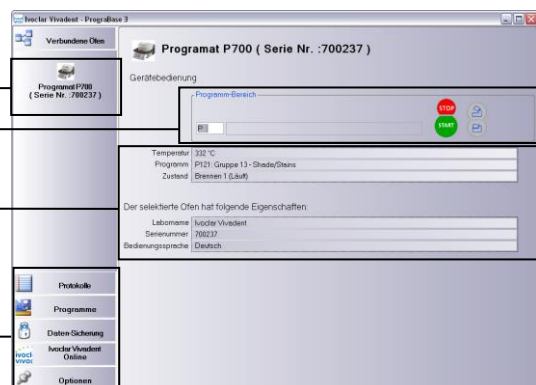 Ivoclar Vivadent - PrograBase 3
Verbundene Öfen
Programat P700
( Serie Nr. :700237 )
Programat P700 ( Serie Nr. :700237 )
Gerätebedienung
Programm-Bereich
P
STOP
START
Temperatur 332 °C
Programm P121: Gruppe 13 - Shade/Stains
Zustand Brennen 1 (Läuft)
Der selektierte Ofen hat folgende Eigenschaften:
Laborname Ivoclar Vivadent
Seriennummer 700237
Bedienungssprache Deutsch
Protokolle
Programme
Daten-Sicherung
Ivoclar Vivadent
Online
Optionen